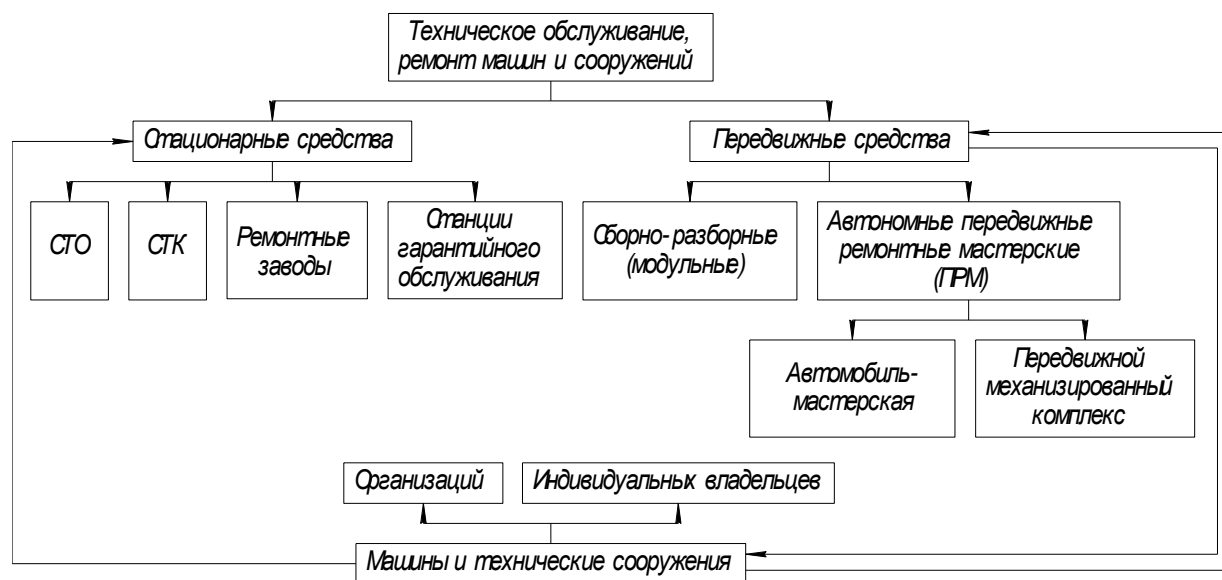 Техническое обслуживание,
ремонт машин и сооружений
Стационарные средства
Передвижные средства
СТО
СТК
Ремонтные
заводы
Станции
гарантийного
обслуживания
Сборно-разборные
(модульные)
Автономные передвижные
ремонтные мастерские
(ПРМ)
Автомобиль-
мастерская
Передвижной
механизированный
комплекс
Организаций
Индивидуальных владельцев
Машины и технические сооружения